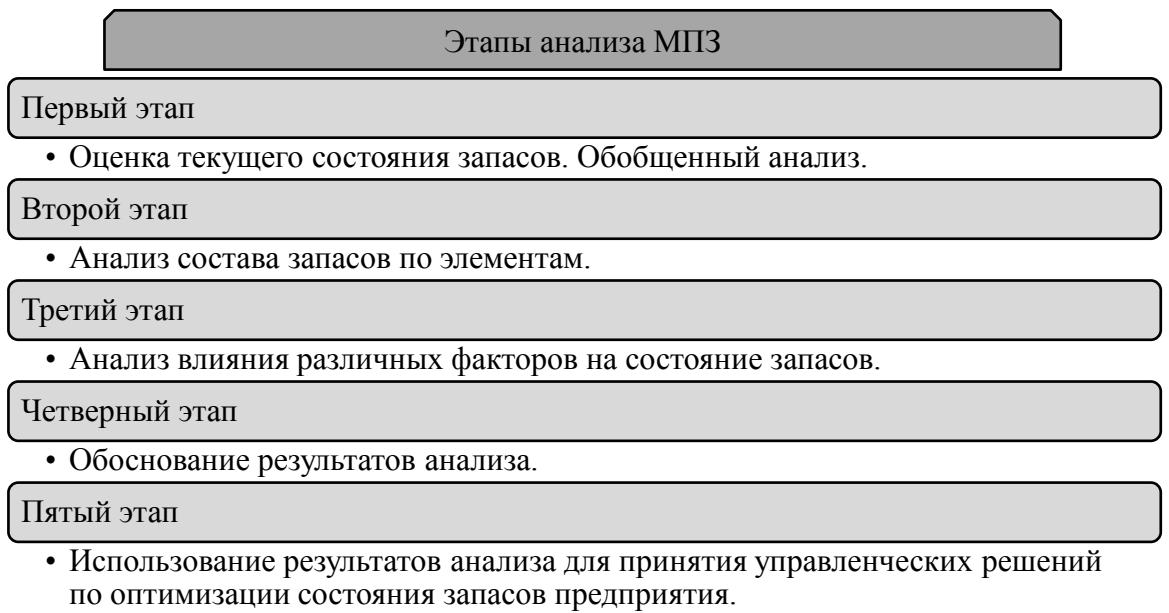 Этапы анализа МПЗ
Первый этап
• Оценка текущего состояния запасов. Обобщенный анализ.
Второй этап
• Анализ состава запасов по элементам.
Третий этап
• Анализ влияния различных факторов на состояние запасов.
Четверный этап
• Обоснование результатов анализа.
Пятый этап
• Использование результатов анализа для принятия управленческих решений
по оптимизации состояния запасов предприятия.